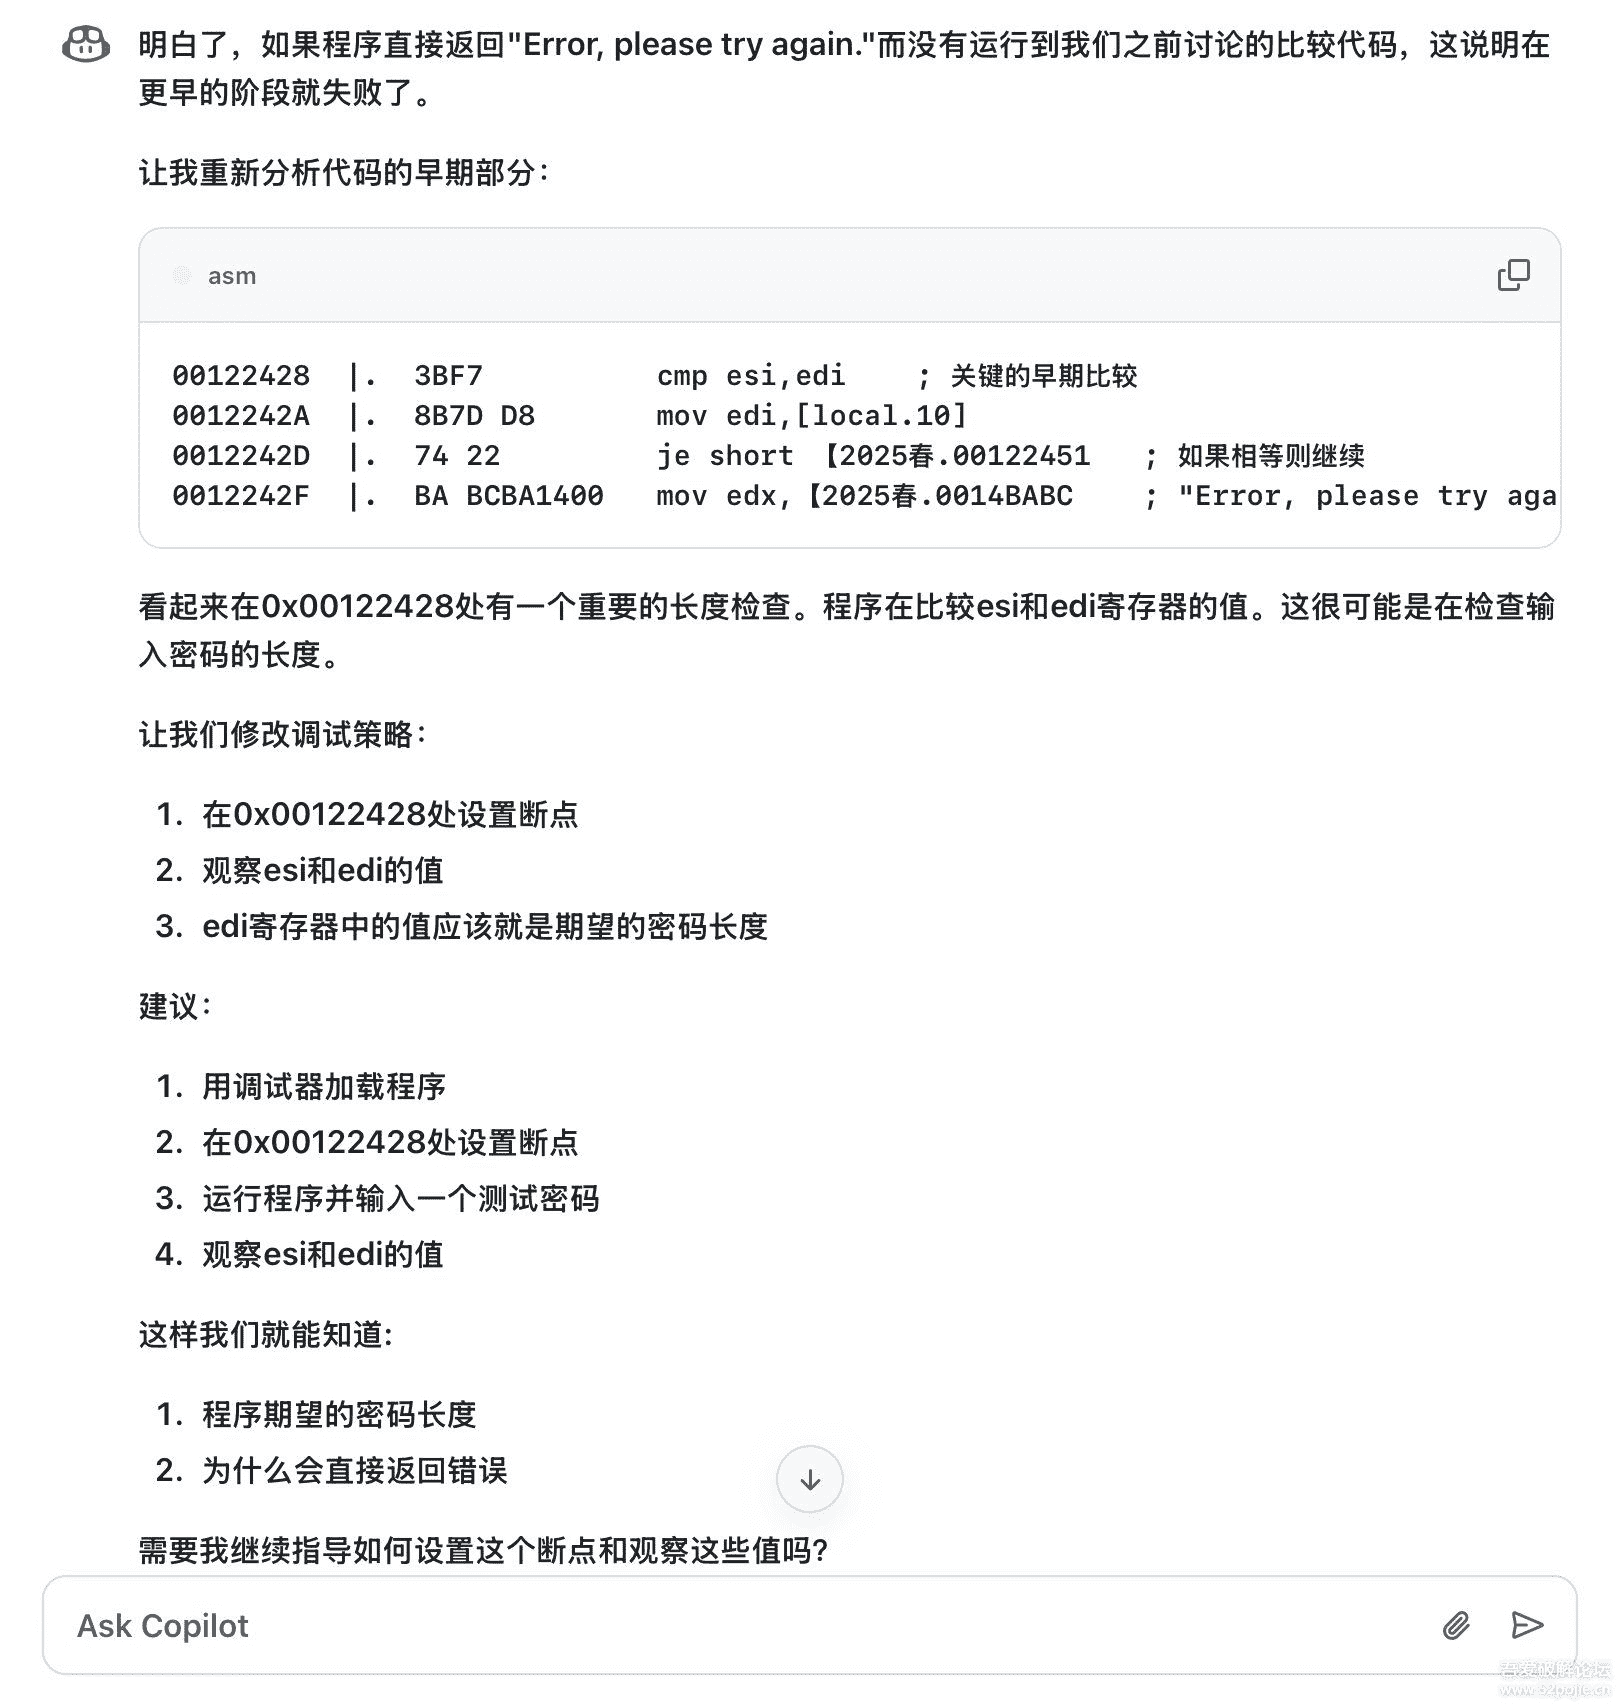 明白了，如果程序直接返回"Error, please try again."而没有运行到我们之前讨论的比较代码，这说明在
更早的阶段就失败了。
让我重新分析代码的早期部分：
asm
00122428  |.  3BF7          cmp esi,edi    ; 关键的早期比较
0012242A  |.  8B7D D8       mov edi,[local.10]
0012242D  |.  74 22         je short 【2025春.00122451   ; 如果相等则继续
0012242F  |.  BA BCBA1400   mov edx,【2025春.0014BABC    ; "Error, please try aga
看起来在0x00122428处有一个重要的长度检查。程序在比较esi和edi寄存器的值。这很可能是在检查输
入密码的长度。
让我们修改调试策略：
1. 在0x00122428处设置断点
2. 观察esi和edi的值
3. edi寄存器中的值应该就是期望的密码长度
建议：
1. 用调试器加载程序
2. 在0x00122428处设置断点
3. 运行程序并输入一个测试密码
4. 观察esi和edi的值
这样我们就能知道:
1. 程序期望的密码长度
2. 为什么会直接返回错误
需要我继续指导如何设置这个断点和观察这些值吗?
Ask Copilot
吾爱破解论坛
www.52pojie.cn